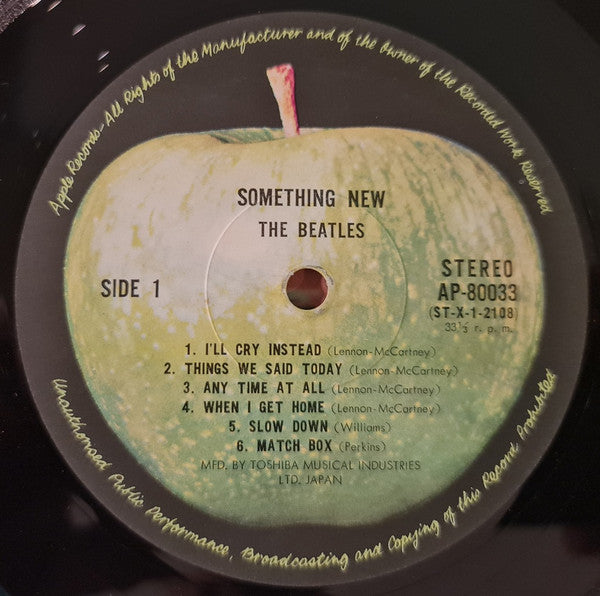 Apple Records-All Rights of the Manufacturer and of the Owner of the Recorded Work Reserved
SOMETHING NEW
THE BEATLES
SIDE 1
STEREO
AP-80033
(ST-X-1-2108)
33⅓ r. p. m.
1. I'LL CRY INSTEAD (Lennon-McCartney)
2. THINGS WE SAID TODAY (Lennon-McCartney)
3. ANY TIME AT ALL (Lennon-McCartney)
4. WHEN I GET HOME (Lennon-McCartney)
5. SLOW DOWN (Williams)
6. MATCH BOX (Perkins)
MFD. BY TOSHIBA MUSICAL INDUSTRIES
LTD. JAPAN
Unauthorised Public Performance, Broadcasting and Copying of this Record Prohibited